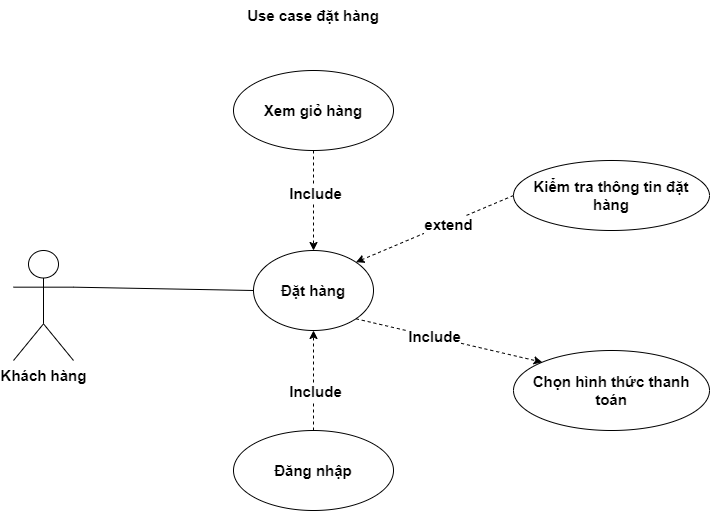 Use case đặt hàng
Xem giỏ hàng
Include
Kiểm tra thông tin đặt
hàng
extend
Đặt hàng
Include
Khách hàng
Chọn hình thức thanh
toán
Include
Đăng nhập